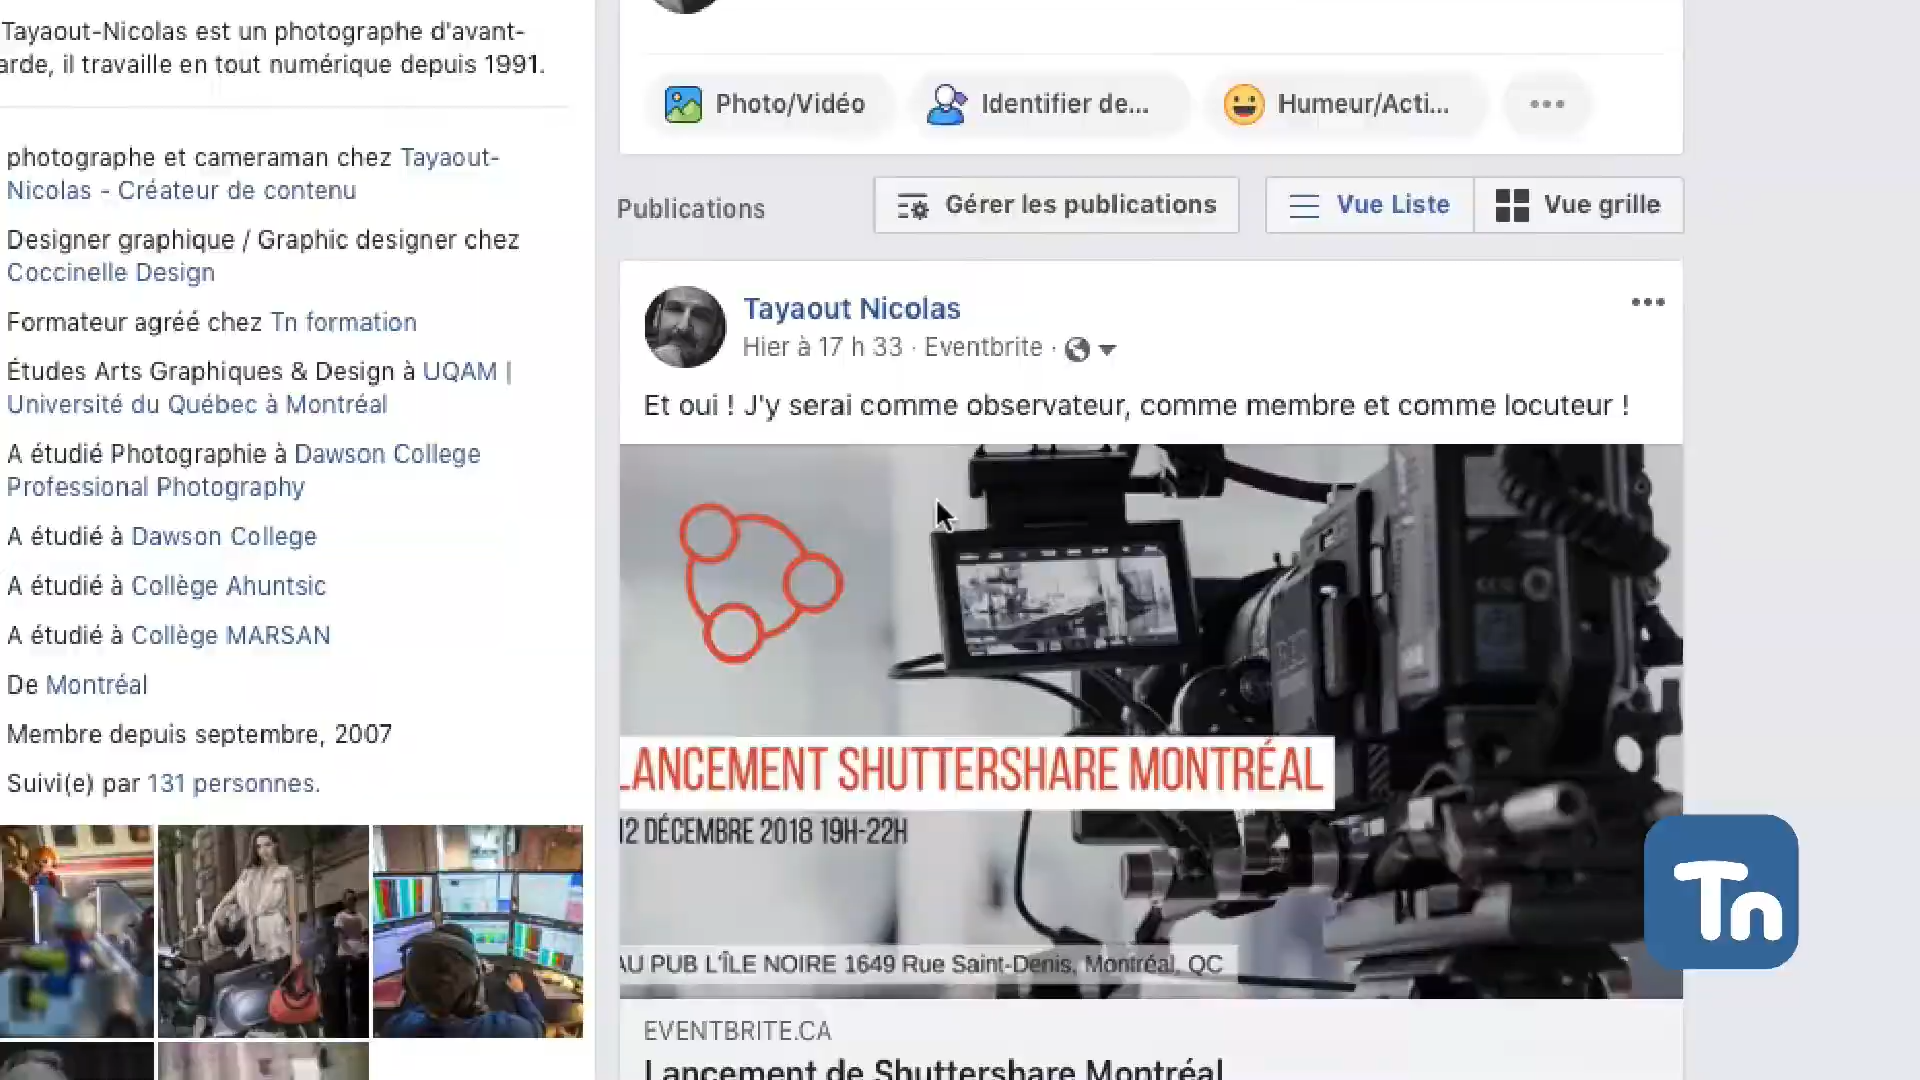 Tayaout-Nicolas est un photographe d'avant-
arde, il travaille en tout numérique depuis 1991.
photographe et cameraman chez Tayaout-
Nicolas - Créateur de contenu
Designer graphique / Graphic designer chez
Coccinelle Design
Formateur agréé chez Tn formation
Études Arts Graphiques & Design à UQAM |
Université du Québec à Montréal
A étudié Photographie à Dawson College
Professional Photography
A étudié à Dawson College
A étudié à Collège Ahuntsic
A étudié à Collège MARSAN
De Montréal
Membre depuis septembre, 2007
Suivi(e) par 131 personnes.
Photo/Vidéo
Identifier de...
Humeur/Acti...
Publications
Gérer les publications
Vue Liste
Vue grille
Tayaout Nicolas
Hier à 17 h 33 · Eventbrite ·
Et oui ! J'y serai comme observateur, comme membre et comme locuteur !
LANCEMENT SHUTTERSHARE MONTRÉAL
12 DÉCEMBRE 2018 19H-22H
AU PUB L'ÎLE NOIRE 1649 Rue Saint-Denis, Montréal, QC
EVENTBRITE.CA
Lancement de Shuttershare Montréal
Tn